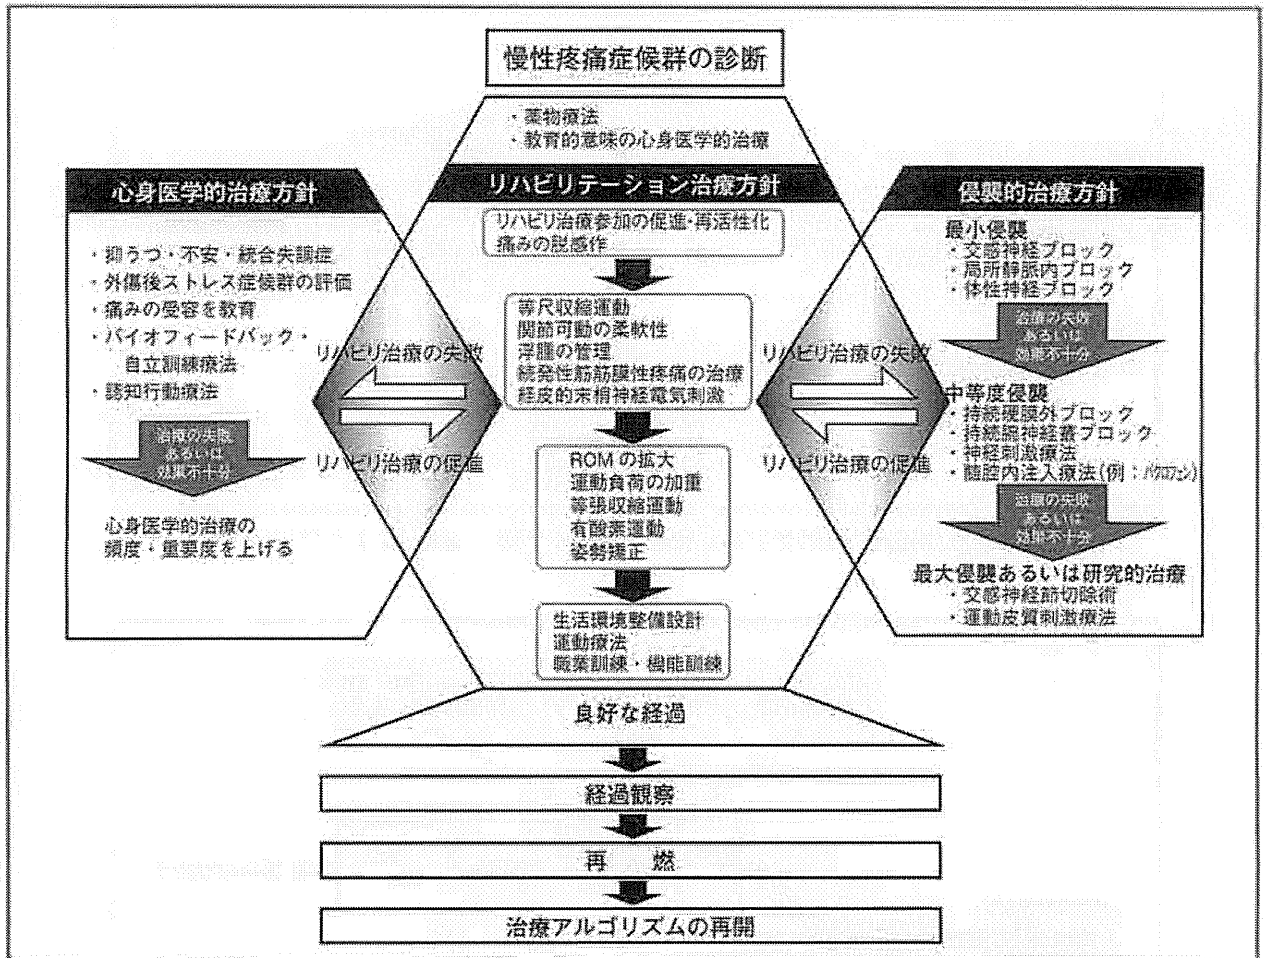 慢性疼痛症候群の診断
・薬物療法
・教育的意味の心身医学的治療
心身医学的治療方針
・抑うつ・不安・統合失調症
・外傷後ストレス症候群の評価
・痛みの受容を教育
・バイオフィードバック・
自立訓練療法
・認知行動療法
治療の失敗
あるいは
効果不十分
心身医学的治療の
頻度・重要度を上げる
リハビリ治療の失敗
リハビリ治療の促進
リハビリテーション治療方針
リハビリ治療参加の促進・再活性化
痛みの脱感作
等尺収縮運動
関節可動の柔軟性
浮腫の管理
続発性筋筋膜性疼痛の治療
経皮的末梢神経電気刺激
ROMの拡大
運動負荷の加重
等張収縮運動
有酸素運動
姿勢矯正
生活環境整備設計
運動療法
職業訓練・機能訓練
リハビリ治療の失敗
リハビリ治療の促進
侵襲的治療方針
最小侵襲
・交感神経ブロック
・局所静脈内ブロック
・体性神経ブロック
治療の失敗
あるいは
効果不十分
中等度侵襲
・持続硬膜外ブロック
・持続腕神経叢ブロック
・神経刺激療法
・髄腔内注入療法(例：バクロフェン)
治療の失敗
あるいは
効果不十分
最大侵襲あるいは研究的治療
・交感神経節切除術
・運動皮質刺激療法
良好な経過
経過観察
再　燃
治療アルゴリズムの再開